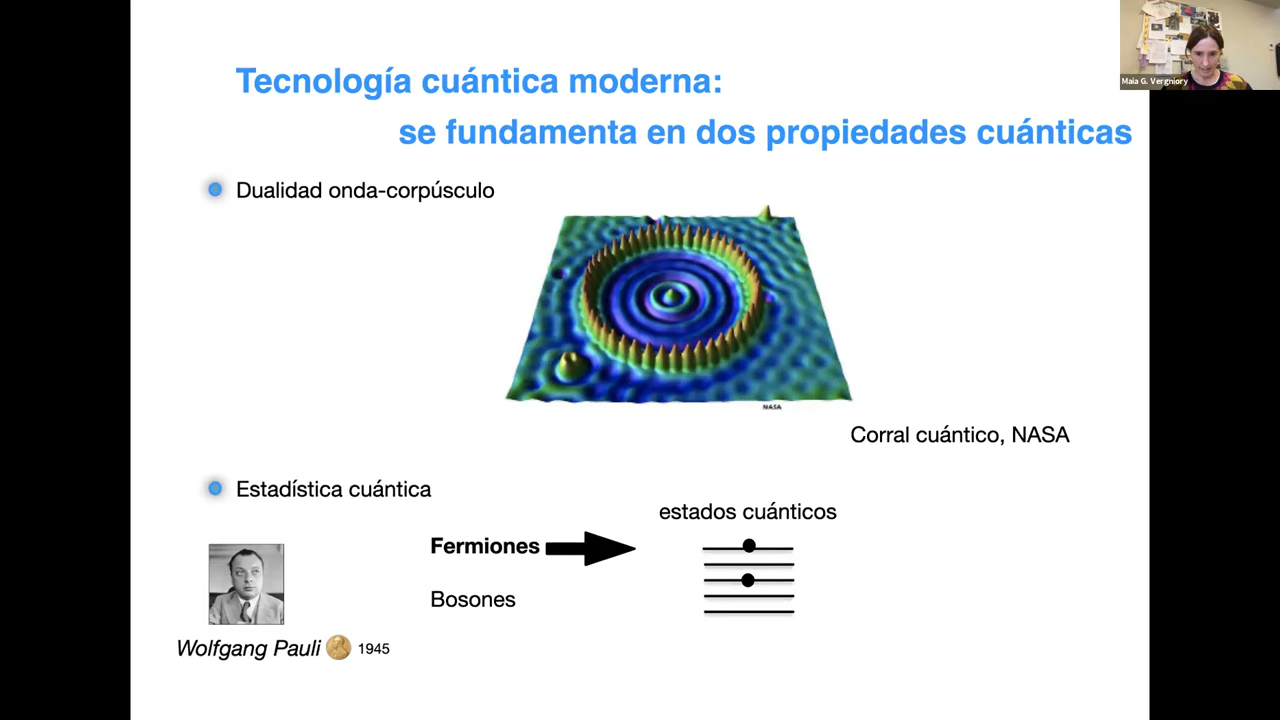 Tecnología cuántica moderna:
se fundamenta en dos propiedades cuánticas
Maia G. Vergniory
Dualidad onda-corpúsculo
NASA
Corral cuántico, NASA
Estadística cuántica
estados cuánticos
Fermiones
Bosones
Wolfgang Pauli 1945